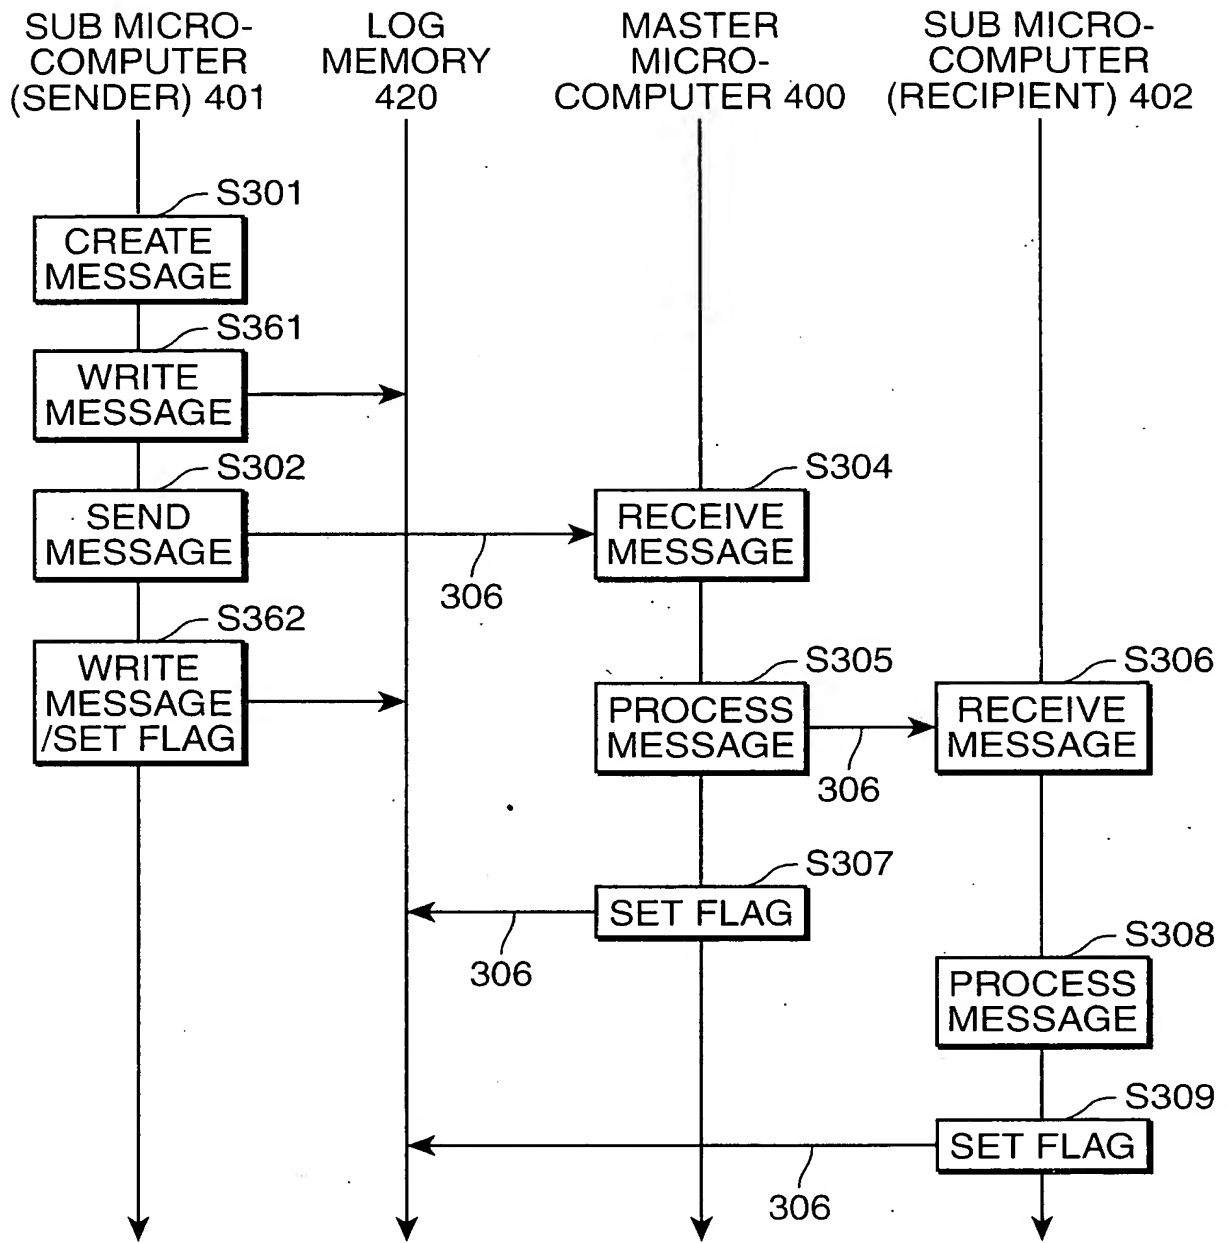 SUB MICRO-
COMPUTER
(SENDER) 401
LOG
MEMORY
420
MASTER
MICRO-
COMPUTER 400
SUB MICRO-
COMPUTER
(RECIPIENT) 402
S301
CREATE
MESSAGE
S361
WRITE
MESSAGE
S302
SEND
MESSAGE
306
S304
RECEIVE
MESSAGE
S362
WRITE
MESSAGE
/SET FLAG
S305
PROCESS
MESSAGE
306
S306
RECEIVE
MESSAGE
S307
SET FLAG
306
S308
PROCESS
MESSAGE
S309
SET FLAG
306